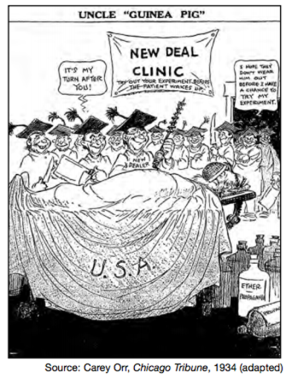 UNCLE "GUINEA PIG"
NEW DEAL
CLINIC
TRY OUT YOUR EXPERIMENT BEFORE
THE PATIENT WAKES UP.
IT'S MY
TURN AFTER
YOU!
I HOPE THEY
DON'T WEAR
HIM OUT
BEFORE I HAVE
A CHANCE TO
TRY MY
EXPERIMENT.
NEW
DEALER
U.S.A.
ETHER
PROPAGANDA
Source: Carey Orr, Chicago Tribune, 1934 (adapted)